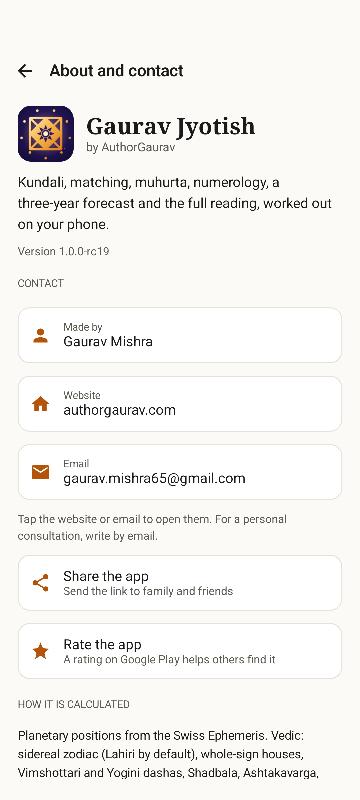 About and contact
Gaurav Jyotish
by AuthorGaurav
Kundali, matching, muhurta, numerology, a
three-year forecast and the full reading, worked out
on your phone.
Version 1.0.0-rc19
CONTACT
Made by
Gaurav Mishra
Website
authorgaurav.com
Email
gaurav.mishra65@gmail.com
Tap the website or email to open them. For a personal
consultation, write by email.
Share the app
Send the link to family and friends
Rate the app
A rating on Google Play helps others find it
HOW IT IS CALCULATED
Planetary positions from the Swiss Ephemeris. Vedic:
sidereal zodiac (Lahiri by default), whole-sign houses,
Vimshottari and Yogini dashas, Shadbala, Ashtakavarga,